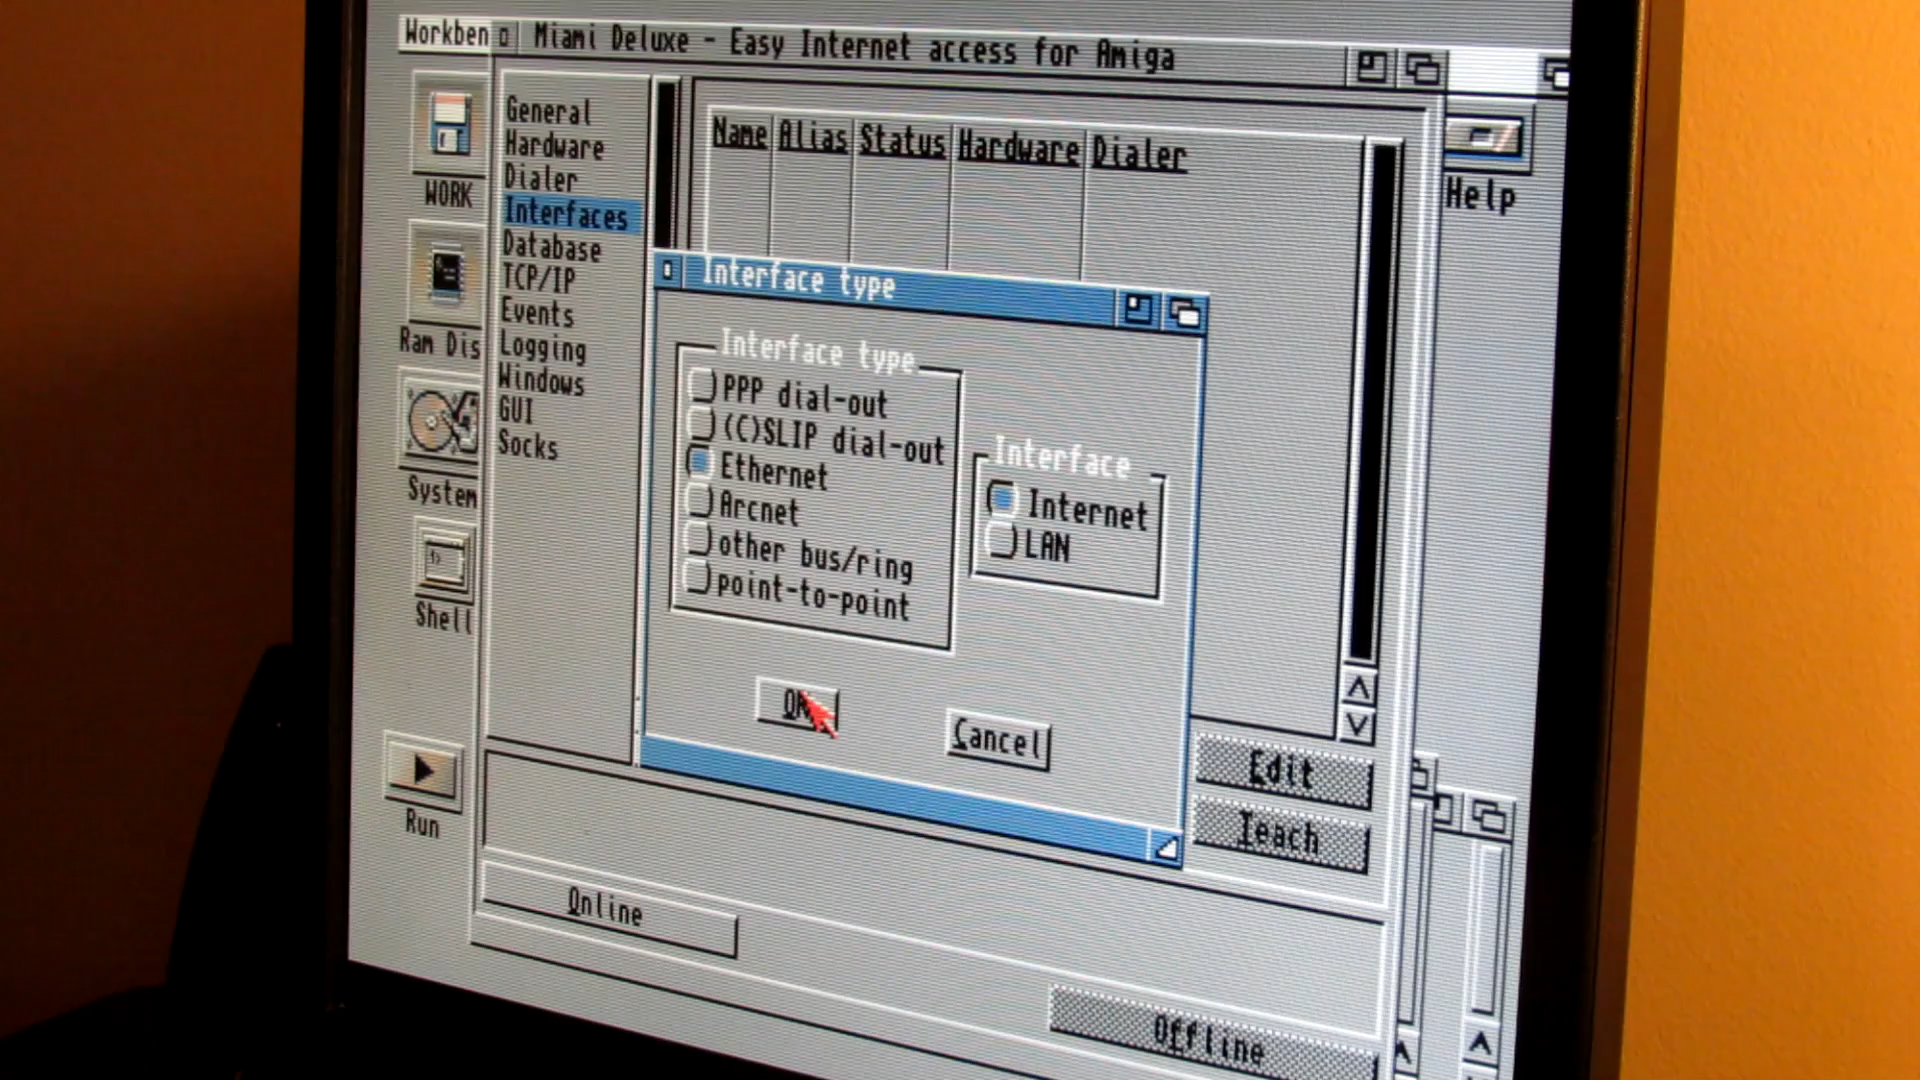 Workben
Miami Deluxe - Easy Internet access for Amiga
WORK
Ram Dis
System
Shell
Run
General
Hardware
Dialer
Interfaces
Database
TCP/IP
Events
Logging
Windows
GUI
Socks
Name Alias Status Hardware Dialer
Help
Interface type
Interface type
PPP dial-out
(C)SLIP dial-out
Ethernet
Arcnet
other bus/ring
point-to-point
Interface
Internet
LAN
OK
Cancel
Edit
Teach
Online
Offline